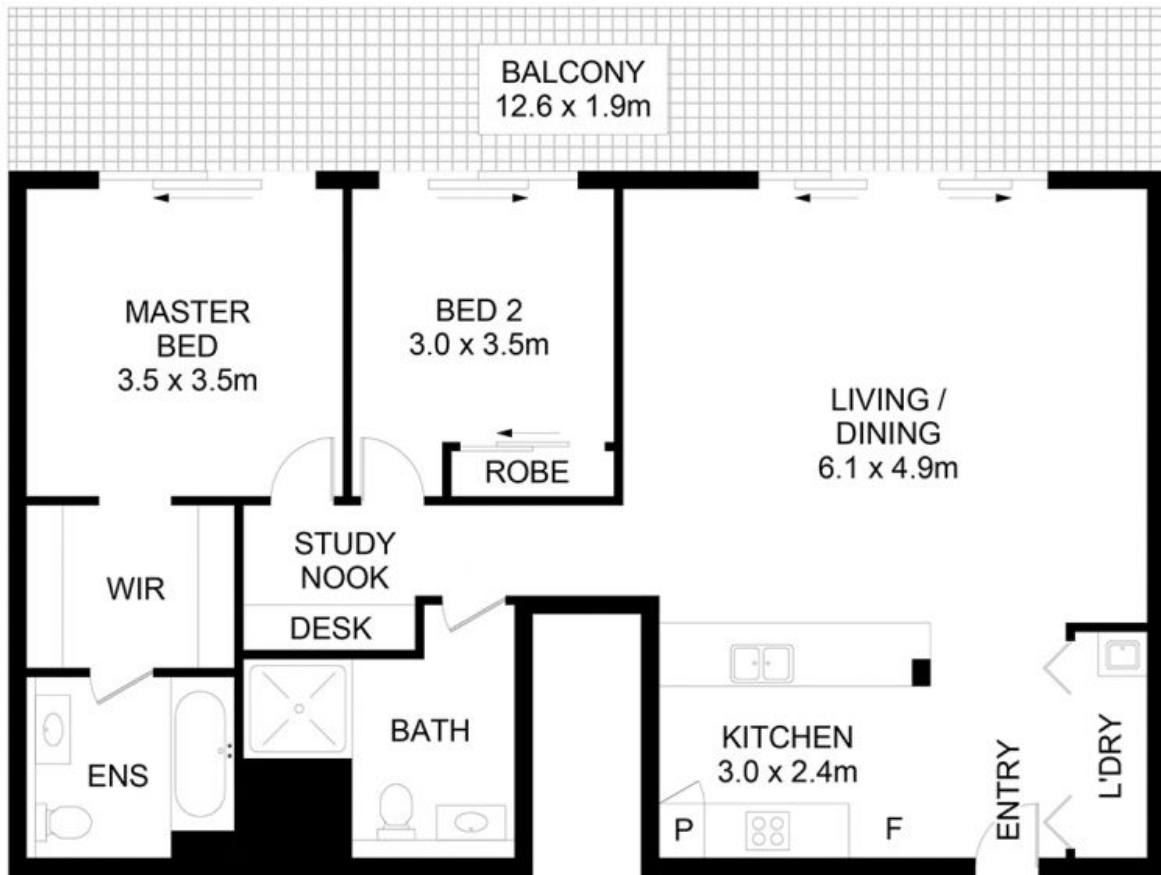 BALCONY
12.6 x 1.9m
MASTER
BED
3.5 x 3.5m
BED 2
3.0 x 3.5m
ROBE
LIVING /
DINING
6.1 x 4.9m
WIR
STUDY
NOOK
DESK
ENS
BATH
KITCHEN
3.0 x 2.4m
P
F
ENTRY
L'DRY